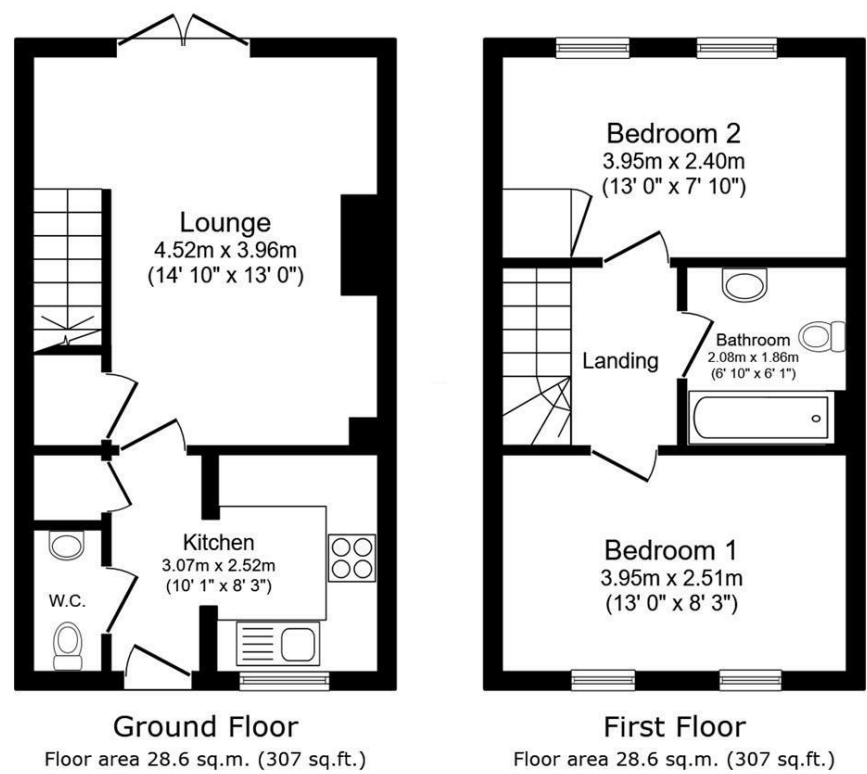 Lounge
4.52m x 3.96m
(14' 10" x 13' 0")
Kitchen
3.07m x 2.52m
(10' 1" x 8' 3")
W.C.
Ground Floor
Floor area 28.6 sq.m. (307 sq.ft.)
Bedroom 2
3.95m x 2.40m
(13' 0" x 7' 10")
Landing
Bathroom
2.08m x 1.86m
(6' 10" x 6' 1")
Bedroom 1
3.95m x 2.51m
(13' 0" x 8' 3")
First Floor
Floor area 28.6 sq.m. (307 sq.ft.)